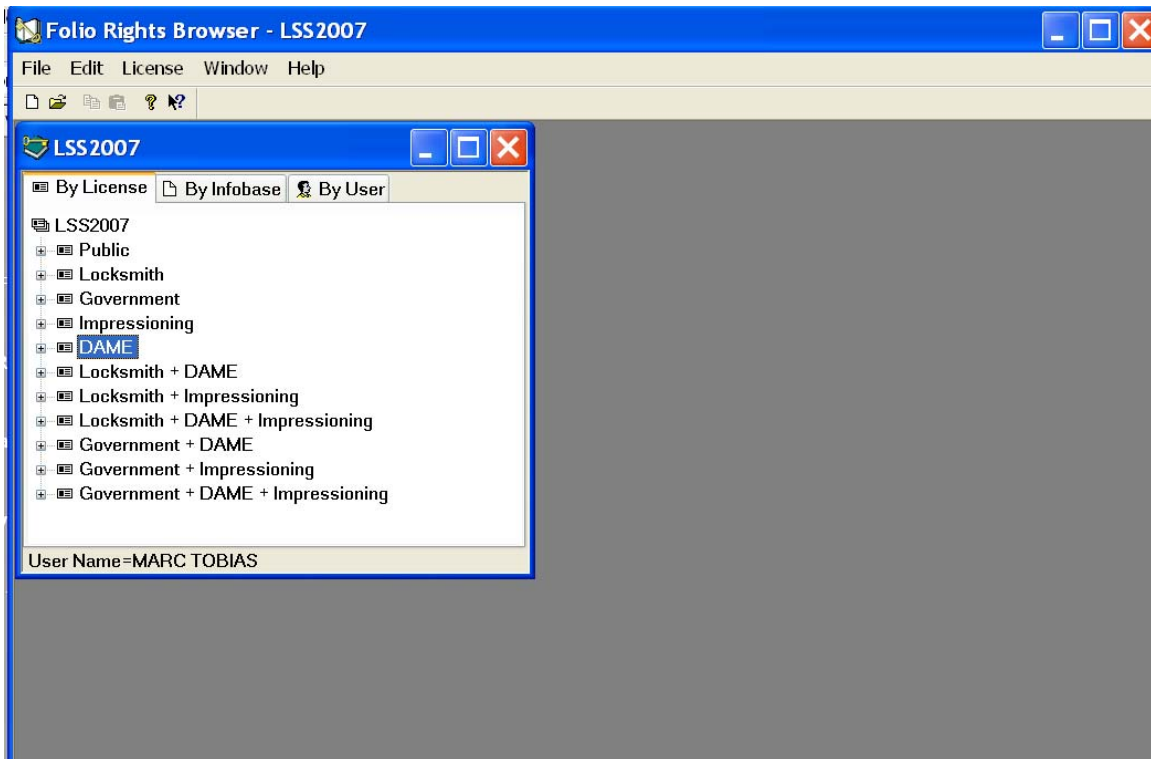 Folio Rights Browser - LSS2007
File Edit License Window Help
LSS2007
By License By Infobase By User
LSS2007
Public
Locksmith
Government
Impressioning
DAME
Locksmith + DAME
Locksmith + Impressioning
Locksmith + DAME + Impressioning
Government + DAME
Government + Impressioning
Government + DAME + Impressioning
User Name=MARC TOBIAS